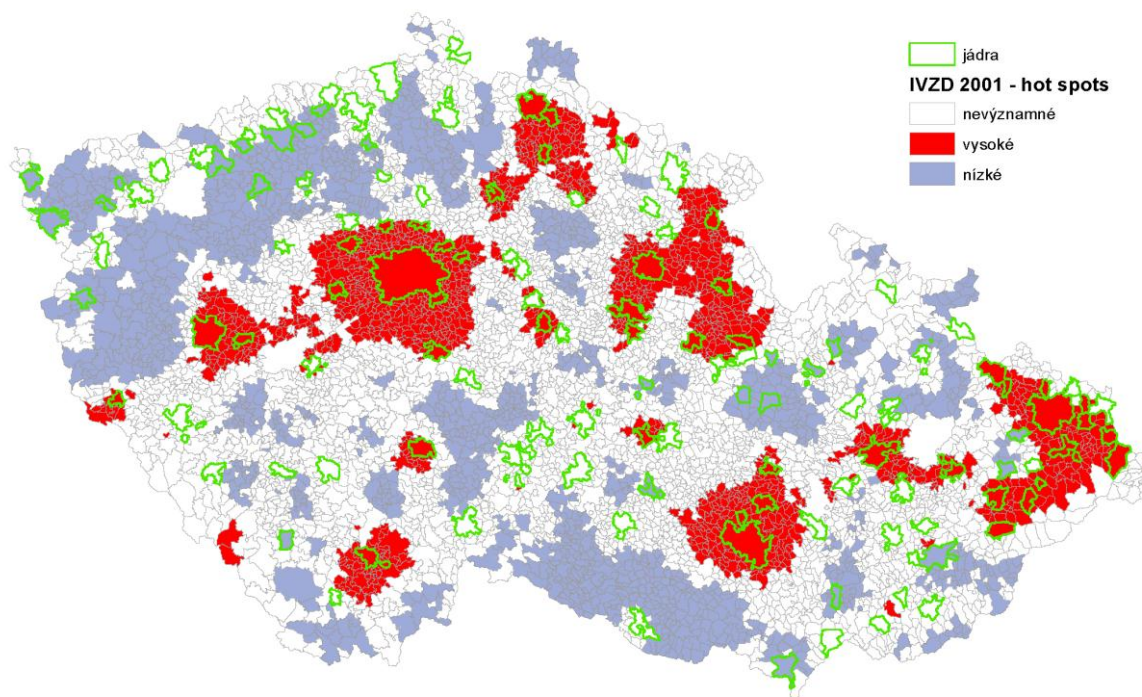 jádra
IVZD 2001 - hot spots
nevýznamné
vysoké
nízké